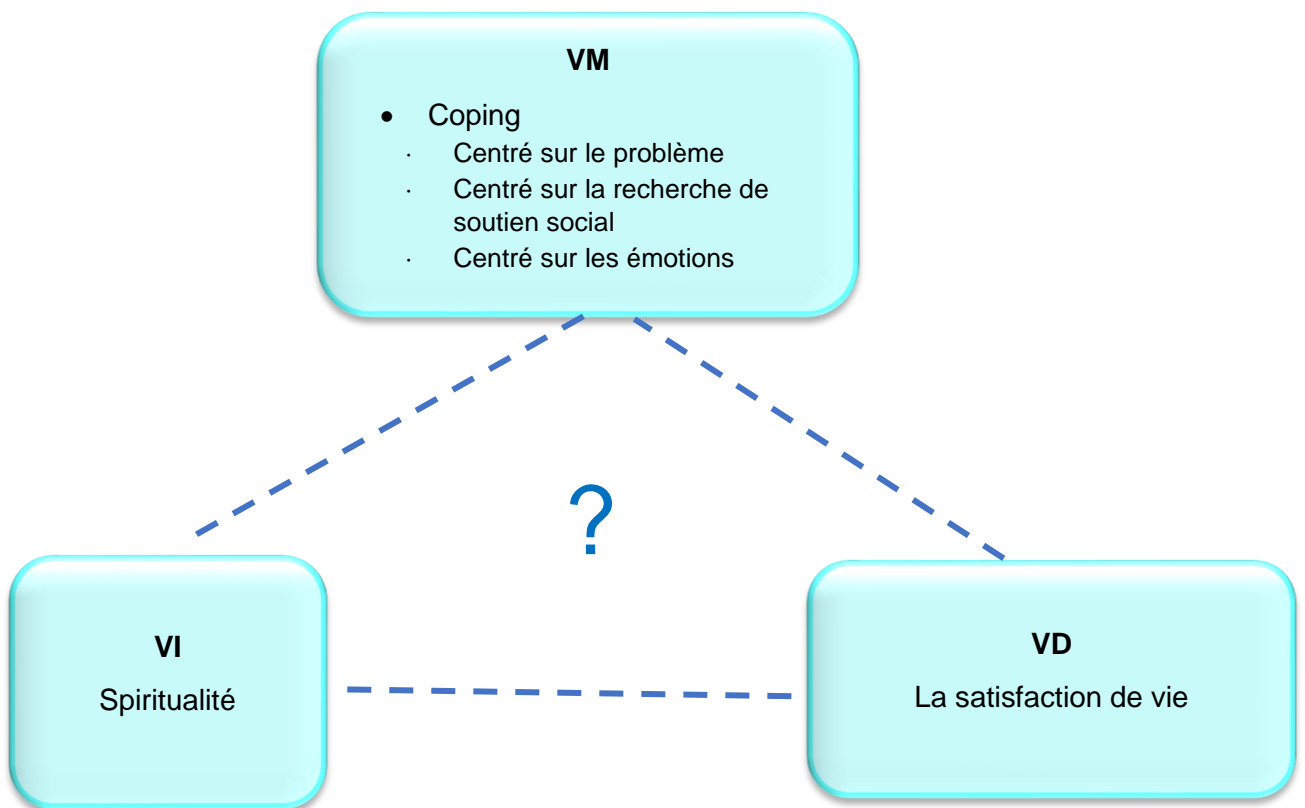 VM
• Coping
· Centré sur le problème
· Centré sur la recherche de
soutien social
· Centré sur les émotions
?
VI
Spiritualité
VD
La satisfaction de vie